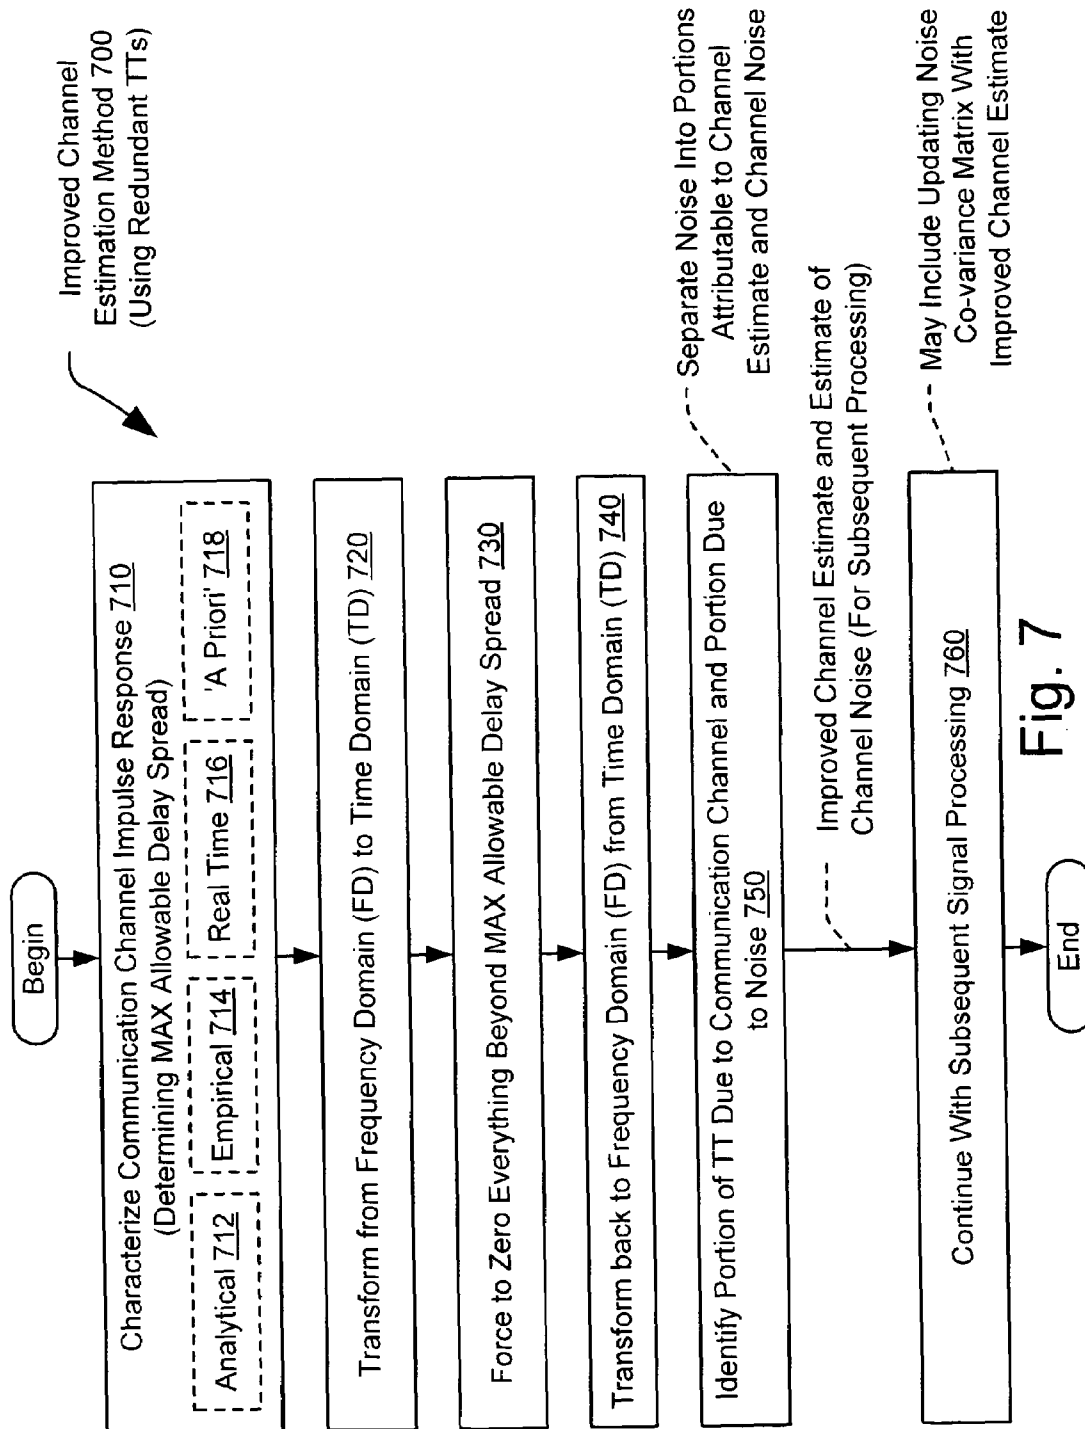 Improved Channel
Estimation Method 700
(Using Redundant TTs)
Begin
Characterize Communication Channel Impulse Response 710
(Determining MAX Allowable Delay Spread)
Analytical 712
Empirical 714
Real Time 716
'A Priori' 718
Transform from Frequency Domain (FD) to Time Domain (TD) 720
Force to Zero Everything Beyond MAX Allowable Delay Spread 730
Transform back to Frequency Domain (FD) from Time Domain (TD) 740
Identify Portion of TT Due to Communication Channel and Portion Due
to Noise 750
Separate Noise Into Portions
Attributable to Channel
Estimate and Channel Noise
Improved Channel Estimate and Estimate of
Channel Noise (For Subsequent Processing)
Continue With Subsequent Signal Processing 760
May Include Updating Noise
Co-variance Matrix With
Improved Channel Estimate
End
Fig. 7